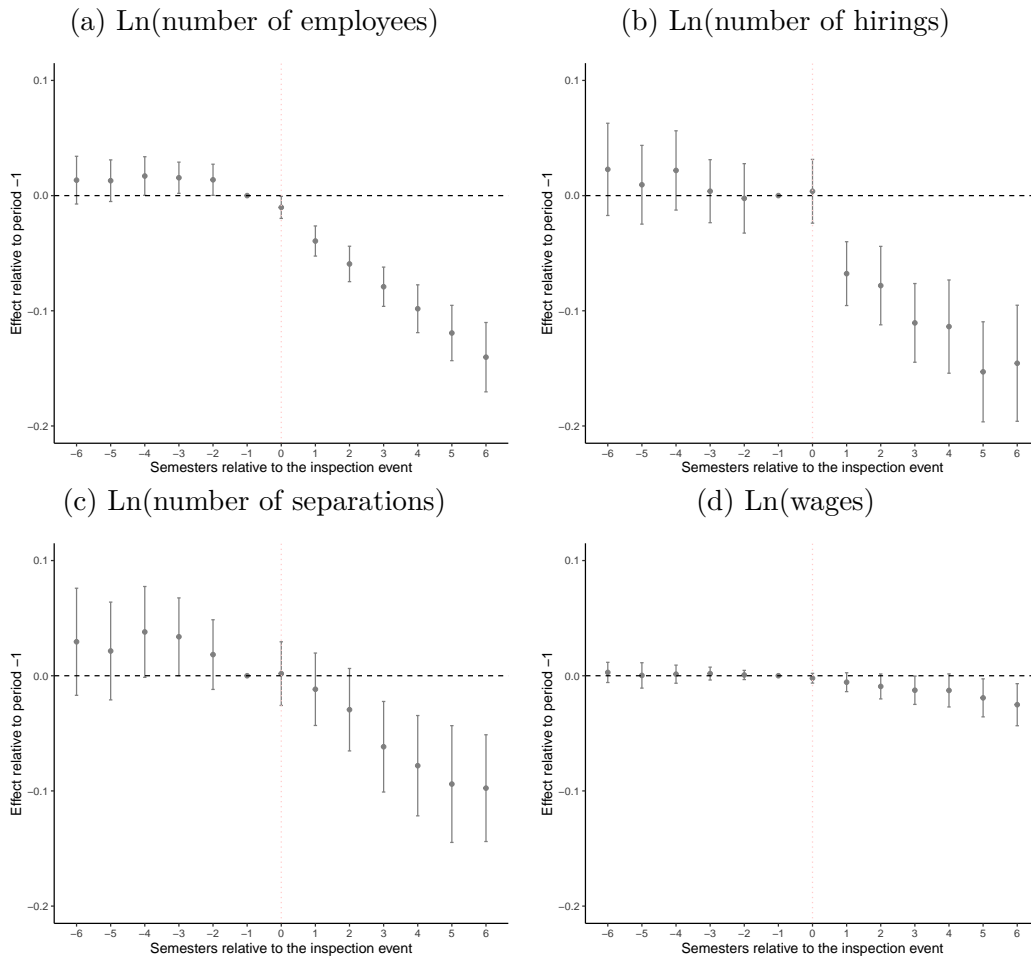 (a) Ln(number of employees)
(b) Ln(number of hirings)
0.1
0.0
−0.1
−0.2
Effect relative to period −1
−6 −5 −4 −3 −2 −1 0 1 2 3 4 5 6
Semesters relative to the inspection event
0.1
0.0
−0.1
−0.2
Effect relative to period −1
−6 −5 −4 −3 −2 −1 0 1 2 3 4 5 6
Semesters relative to the inspection event
(c) Ln(number of separations)
(d) Ln(wages)
0.1
0.0
−0.1
−0.2
Effect relative to period −1
−6 −5 −4 −3 −2 −1 0 1 2 3 4 5 6
Semesters relative to the inspection event
0.1
0.0
−0.1
−0.2
Effect relative to period −1
−6 −5 −4 −3 −2 −1 0 1 2 3 4 5 6
Semesters relative to the inspection event